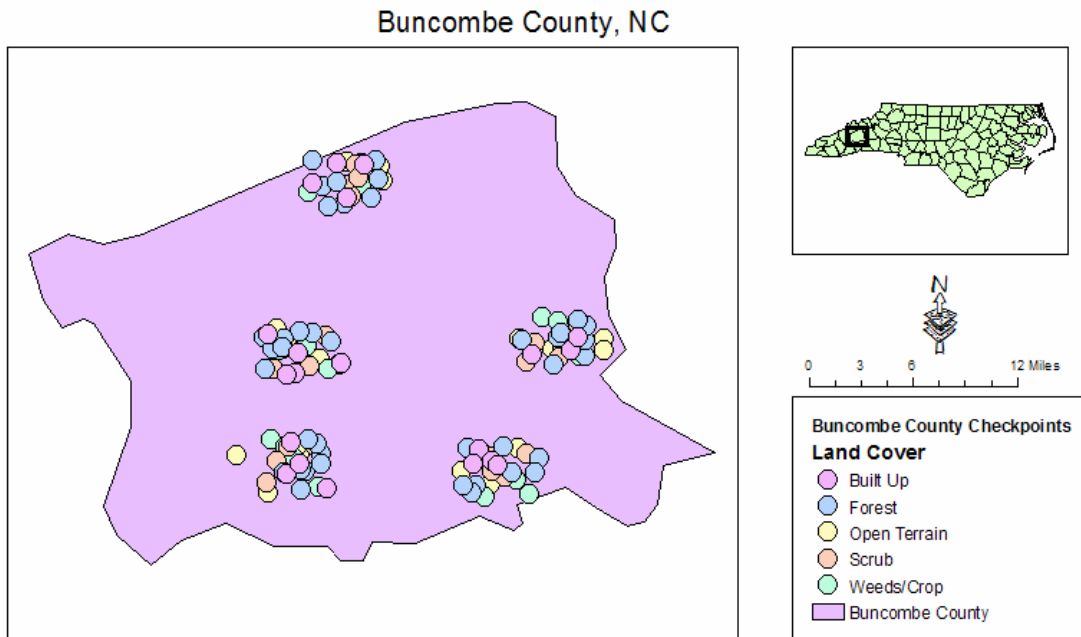 Buncombe County, NC
N
0 3 6 12 Miles
Buncombe County Checkpoints
Land Cover
Built Up
Forest
Open Terrain
Scrub
Weeds/Crop
Buncombe County